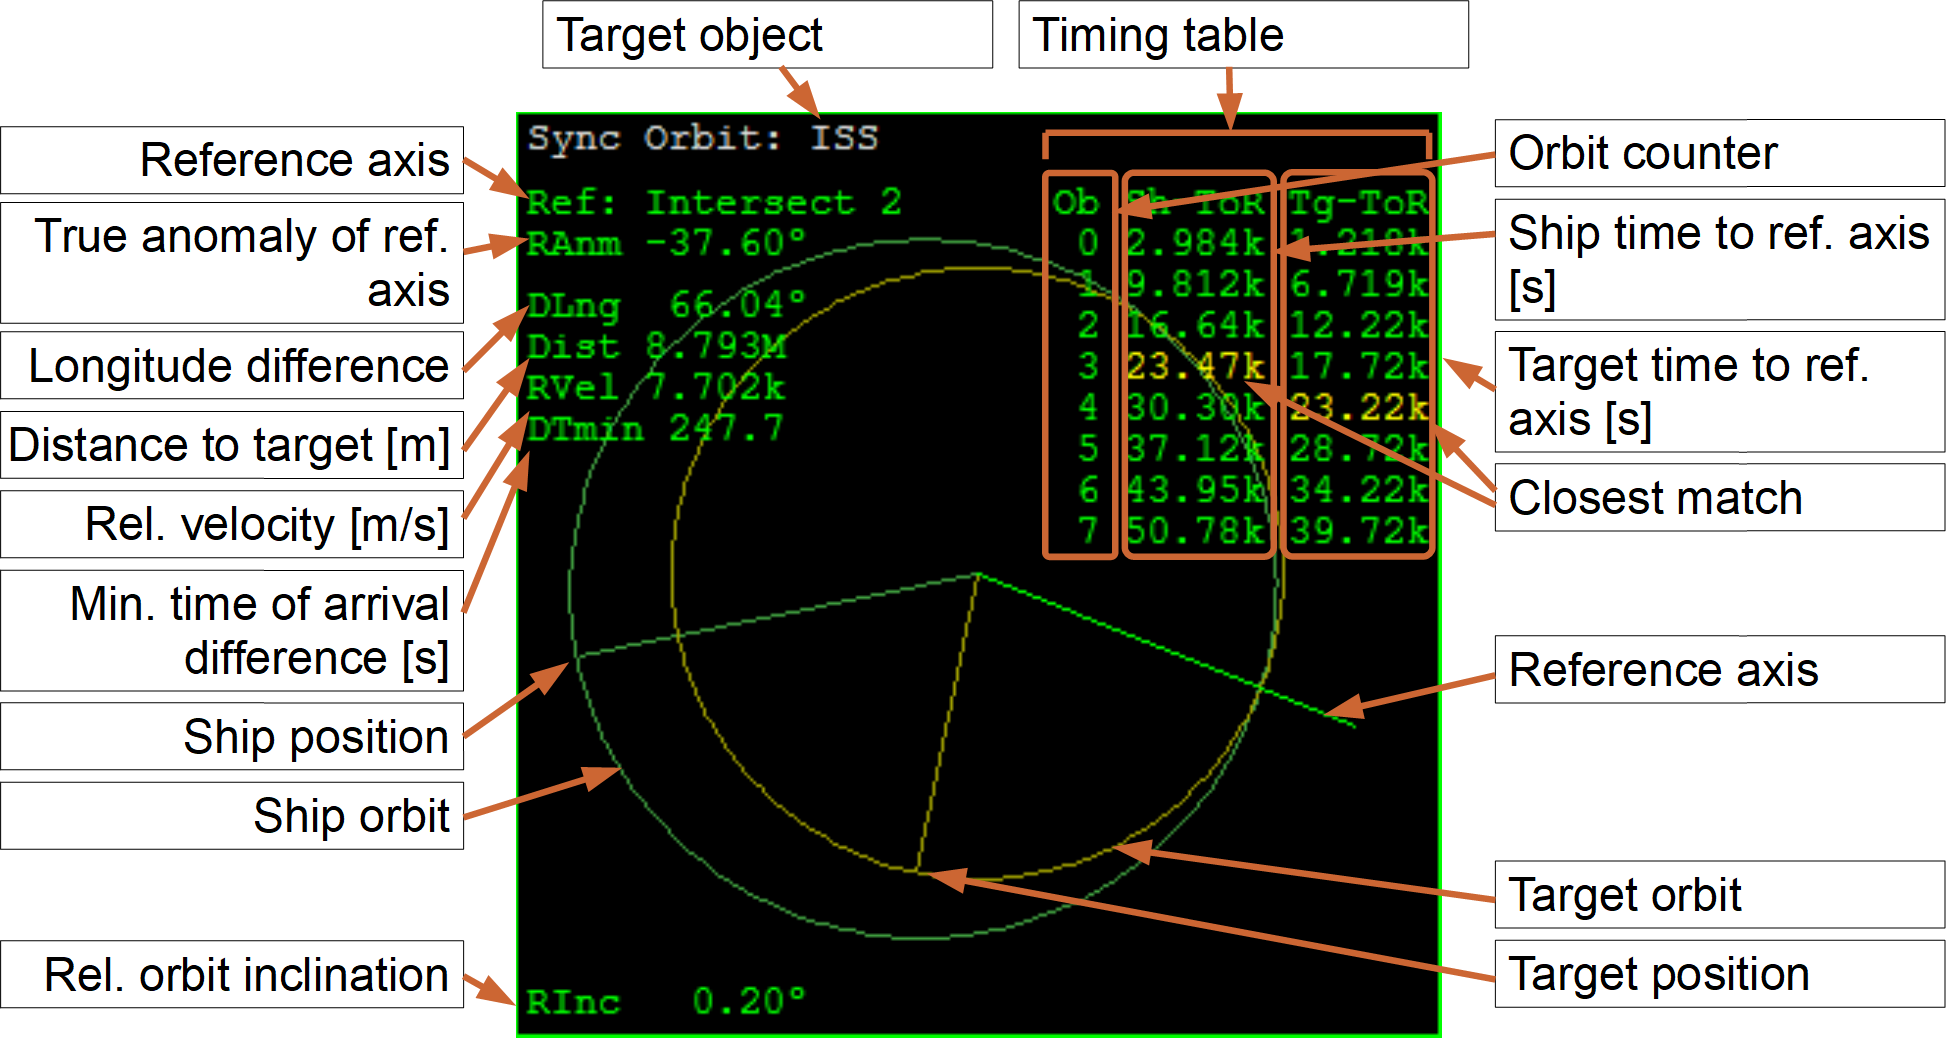 Target object
Timing table
Reference axis
True anomaly of ref.
axis
Longitude difference
Distance to target [m]
Rel. velocity [m/s]
Min. time of arrival
difference [s]
Ship position
Ship orbit
Rel. orbit inclination
Sync Orbit: ISS
Ref: Intersect 2
RAnm -37.60°
DLng 66.04°
Dist 8.793M
RVel 7.702k
DTmin 247.7
Ob Sh-ToR Tg-ToR
0 2.984k 1.218k
1 9.812k 6.719k
2 16.64k 12.22k
3 23.47k 17.72k
4 30.30k 23.22k
5 37.12k 28.72k
6 43.95k 34.22k
7 50.78k 39.72k
RInc 0.20°
Orbit counter
Ship time to ref. axis
[s]
Target time to ref.
axis [s]
Closest match
Reference axis
Target orbit
Target position